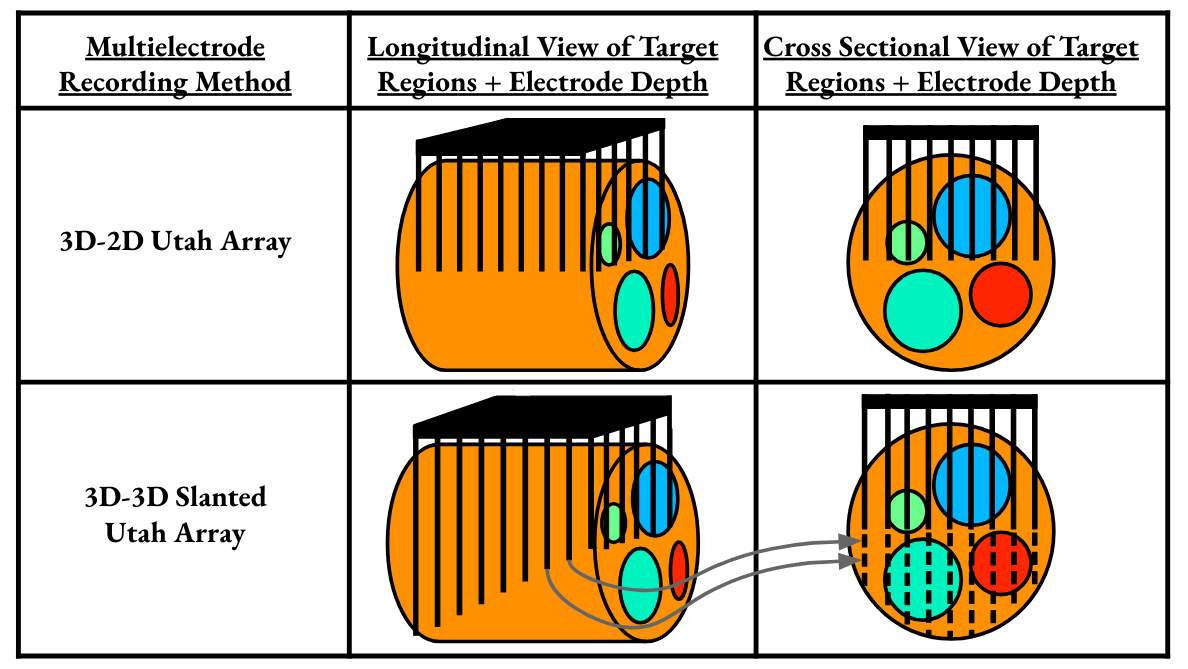 Multielectrode
Recording Method
Longitudinal View of Target
Regions + Electrode Depth
Cross Sectional View of Target
Regions + Electrode Depth
3D-2D Utah Array
3D-3D Slanted
Utah Array